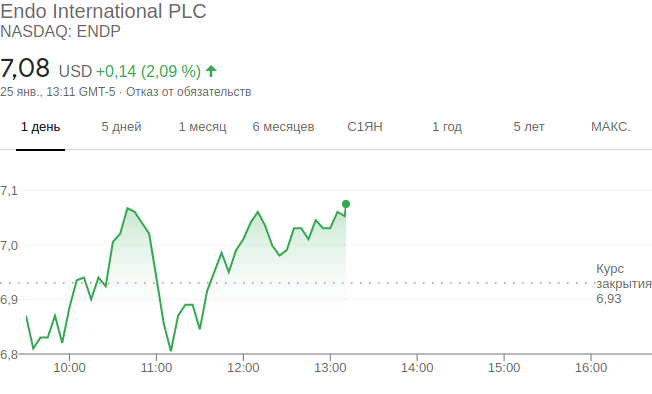 Endo International PLC
NASDAQ: ENDP
7,08 USD +0,14 (2,09 %)
25 янв., 13:11 GMT-5 · Отказ от обязательств
1 день 5 дней 1 месяц 6 месяцев С1ЯН 1 год 5 лет МАКС.
7,1
7,0
Курс
закрытия
6,9
6,93
6,8
10:00 11:00 12:00 13:00 14:00 15:00 16:00